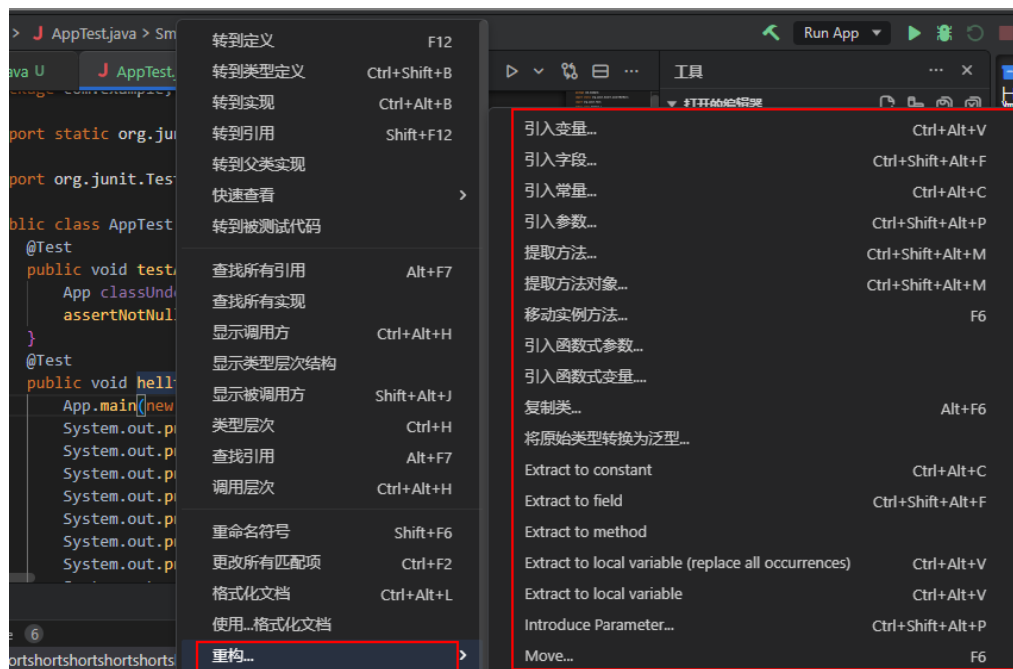 > J AppTest.java > Sm
Run App
ava U
J AppTest.
工具
打开的编辑器
port static org.ju
port org.junit.Tes
blic class AppTest
@Test
public void test
App classUnd
assertNotNul
}
@Test
public void hell
App.main(new
System.out.p
System.out.p
System.out.p
System.out.p
System.out.p
System.out.p
System.out.p
6
ortshortshortshortshorts
转到定义 F12
转到类型定义 Ctrl+Shift+B
转到实现 Ctrl+Alt+B
转到引用 Shift+F12
转到父类实现
快速查看
转到被测试代码
查找所有引用 Alt+F7
查找所有实现
显示调用方 Ctrl+Alt+H
显示类型层次结构
显示被调用方 Shift+Alt+J
类型层次 Ctrl+H
查找引用 Alt+F7
调用层次 Ctrl+Alt+H
重命名符号 Shift+F6
更改所有匹配项 Ctrl+F2
格式化文档 Ctrl+Alt+L
使用...格式化文档
重构...
引入变量... Ctrl+Alt+V
引入字段... Ctrl+Shift+Alt+F
引入常量... Ctrl+Alt+C
引入参数... Ctrl+Shift+Alt+P
提取方法... Ctrl+Shift+Alt+M
提取方法对象... Ctrl+Shift+Alt+M
移动实例方法... F6
引入函数式参数...
引入函数式变量....
复制类... Alt+F6
将原始类型转换为泛型...
Extract to constant Ctrl+Alt+C
Extract to field Ctrl+Shift+Alt+F
Extract to method
Extract to local variable (replace all occurrences) Ctrl+Alt+V
Extract to local variable Ctrl+Alt+V
Introduce Parameter... Ctrl+Shift+Alt+P
Move... F6